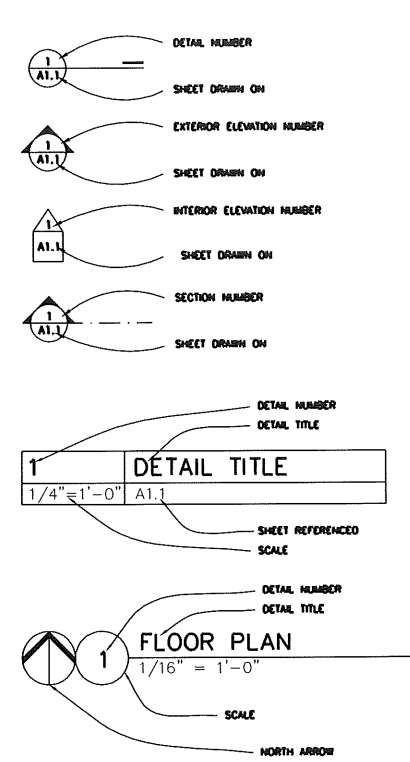 DETAIL NUMBER
1
A1.1
SHEET DRAWN ON
EXTERIOR ELEVATION NUMBER
1
A1.1
SHEET DRAWN ON
INTERIOR ELEVATION NUMBER
1
A1.1
SHEET DRAWN ON
SECTION NUMBER
1
A1.1
SHEET DRAWN ON
DETAIL NUMBER
DETAIL TITLE
1 DETAIL TITLE
1/4"=1'-0" A1.1
SHEET REFERENCED
SCALE
DETAIL NUMBER
DETAIL TITLE
1 FLOOR PLAN
1/16" = 1'-0"
SCALE
NORTH ARROW